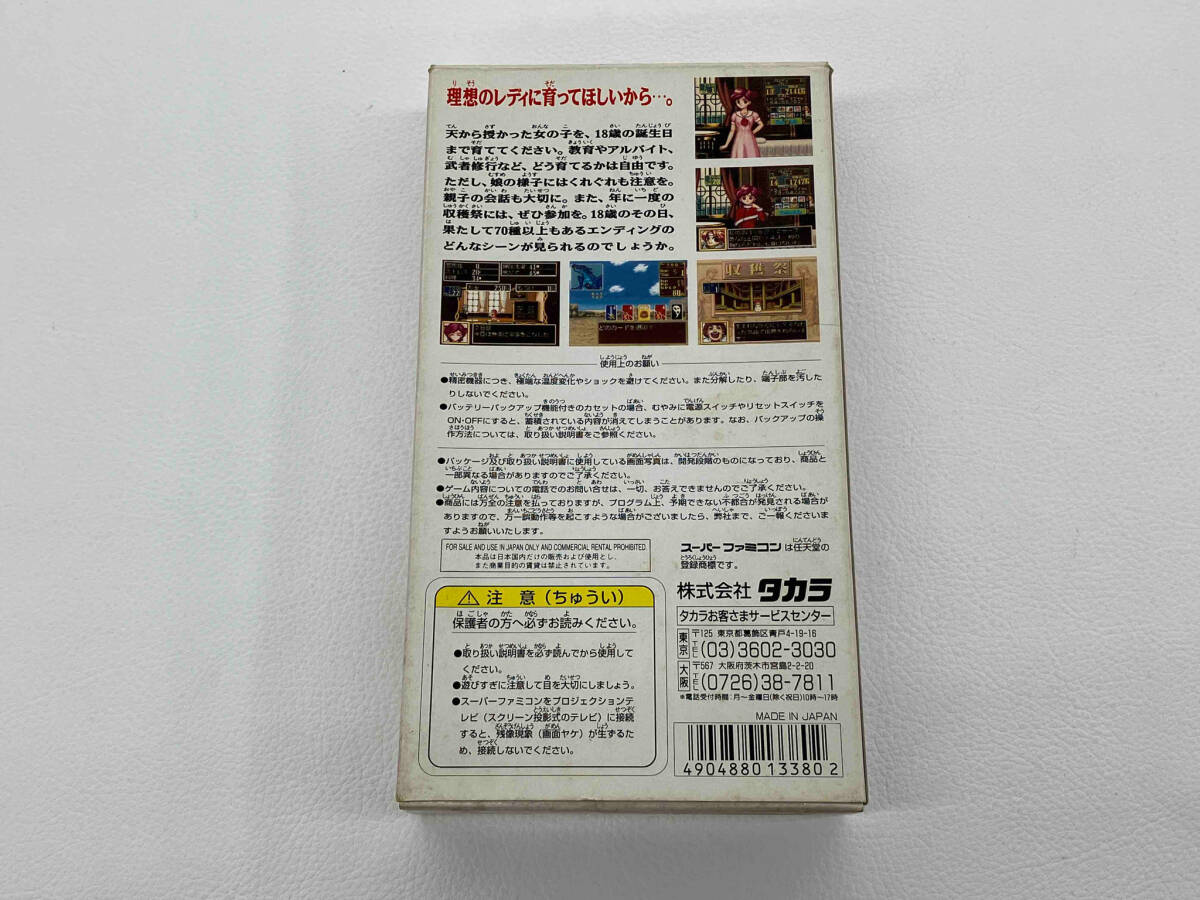 理想のレディに育ってほしいから…。
天から授かった女の子を、18歳の誕生日
まで育ててください。教育やアルバイト、
武者修行など、どう育てるかは自由です。
ただし、娘の様子にはくれぐれも注意を。
親子の会話も大切に。また、年に一度の
収穫祭には、ぜひ参加を。18歳のその日、
果たして70種以上もあるエンディングの
どんなシーンが見られるのでしょうか。
収穫祭
どのカードを選ぶ？
使用上のお願い
●精密機器につき、極端な温度変化やショックを避けてください。また分解したり、端子部を汚した
りしないでください。
●バッテリーバックアップ機能付きのカセットの場合、むやみに電源スイッチやリセットスイッチを
ON・OFFにすると、蓄積されている内容が消えてしまうことがあります。なお、バックアップの操
作方法については、取り扱い説明書をご参照ください。
●パッケージ及び取り扱い説明書に使用している画面写真は、開発段階のものになっており、商品と
一部異なる場合がありますのでご了承ください。
●ゲーム内容についての電話でのお問い合せは、一切、お答えできませんのでご了承ください。
●商品には万全の注意を払っておりますが、プログラム上、予期できない不都合が発見される場合が
ありますので、万一誤動作等を起こすような場合がございましたら、弊社まで、ご一報くださいま
すようお願いいたします。
FOR SALE AND USE IN JAPAN ONLY AND COMMERCIAL RENTAL PROHIBITED.
本品は日本国内だけの販売および使用とし、
また商業目的の賃貸は禁止されています。
スーパーファミコンは任天堂の
登録商標です。
株式会社 タカラ
タカラお客さまサービスセンター
東京
〒125 東京都葛飾区青戸4-19-16
TEL (03)3602-3030
大阪
〒567 大阪府茨木市宮島2-2-20
TEL (0726)38-7811
*電話受付時間：月〜金曜日(除く祝日)10時〜17時
MADE IN JAPAN
4904880133802
注意（ちゅうい）
保護者の方へ必ずお読みください。
●取り扱い説明書を必ず読んでから使用して
ください。
●遊びすぎに注意して目を大切にしましょう。
●スーパーファミコンをプロジェクションテ
レビ（スクリーン投影式のテレビ）に接続
すると、残像現象（画面ヤケ）が生ずるた
め、接続しないでください。